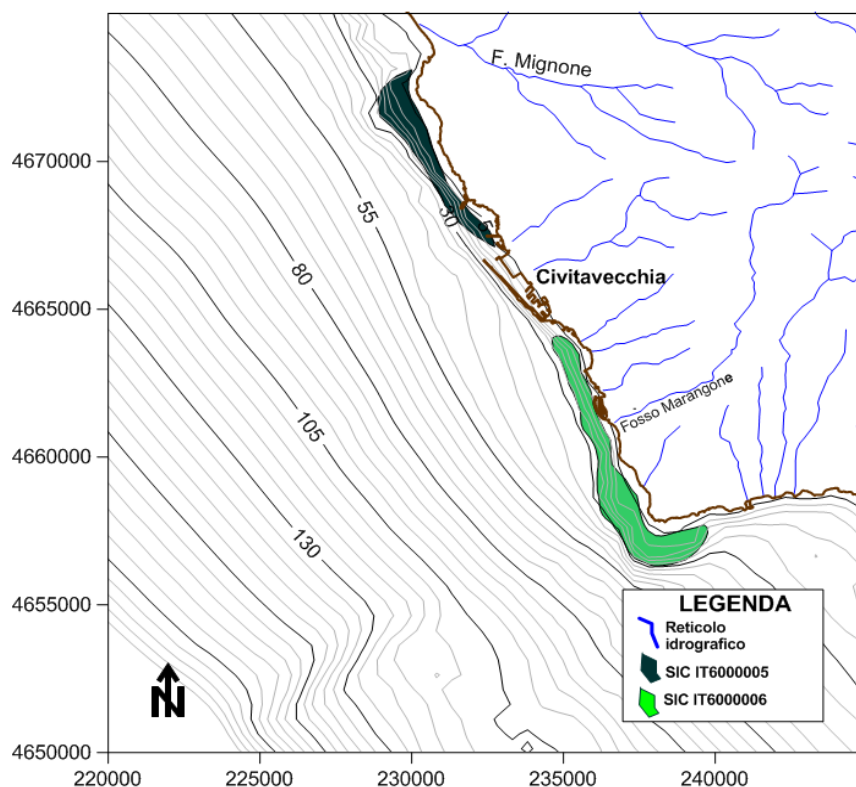 F. Mignone
4670000
55
30
5
80
Civitavecchia
4665000
Fosso Marangone
105
4660000
130
4655000
LEGENDA
Reticolo
idrografico
SIC IT6000005
SIC IT6000006
N
4650000
220000 225000 230000 235000 240000